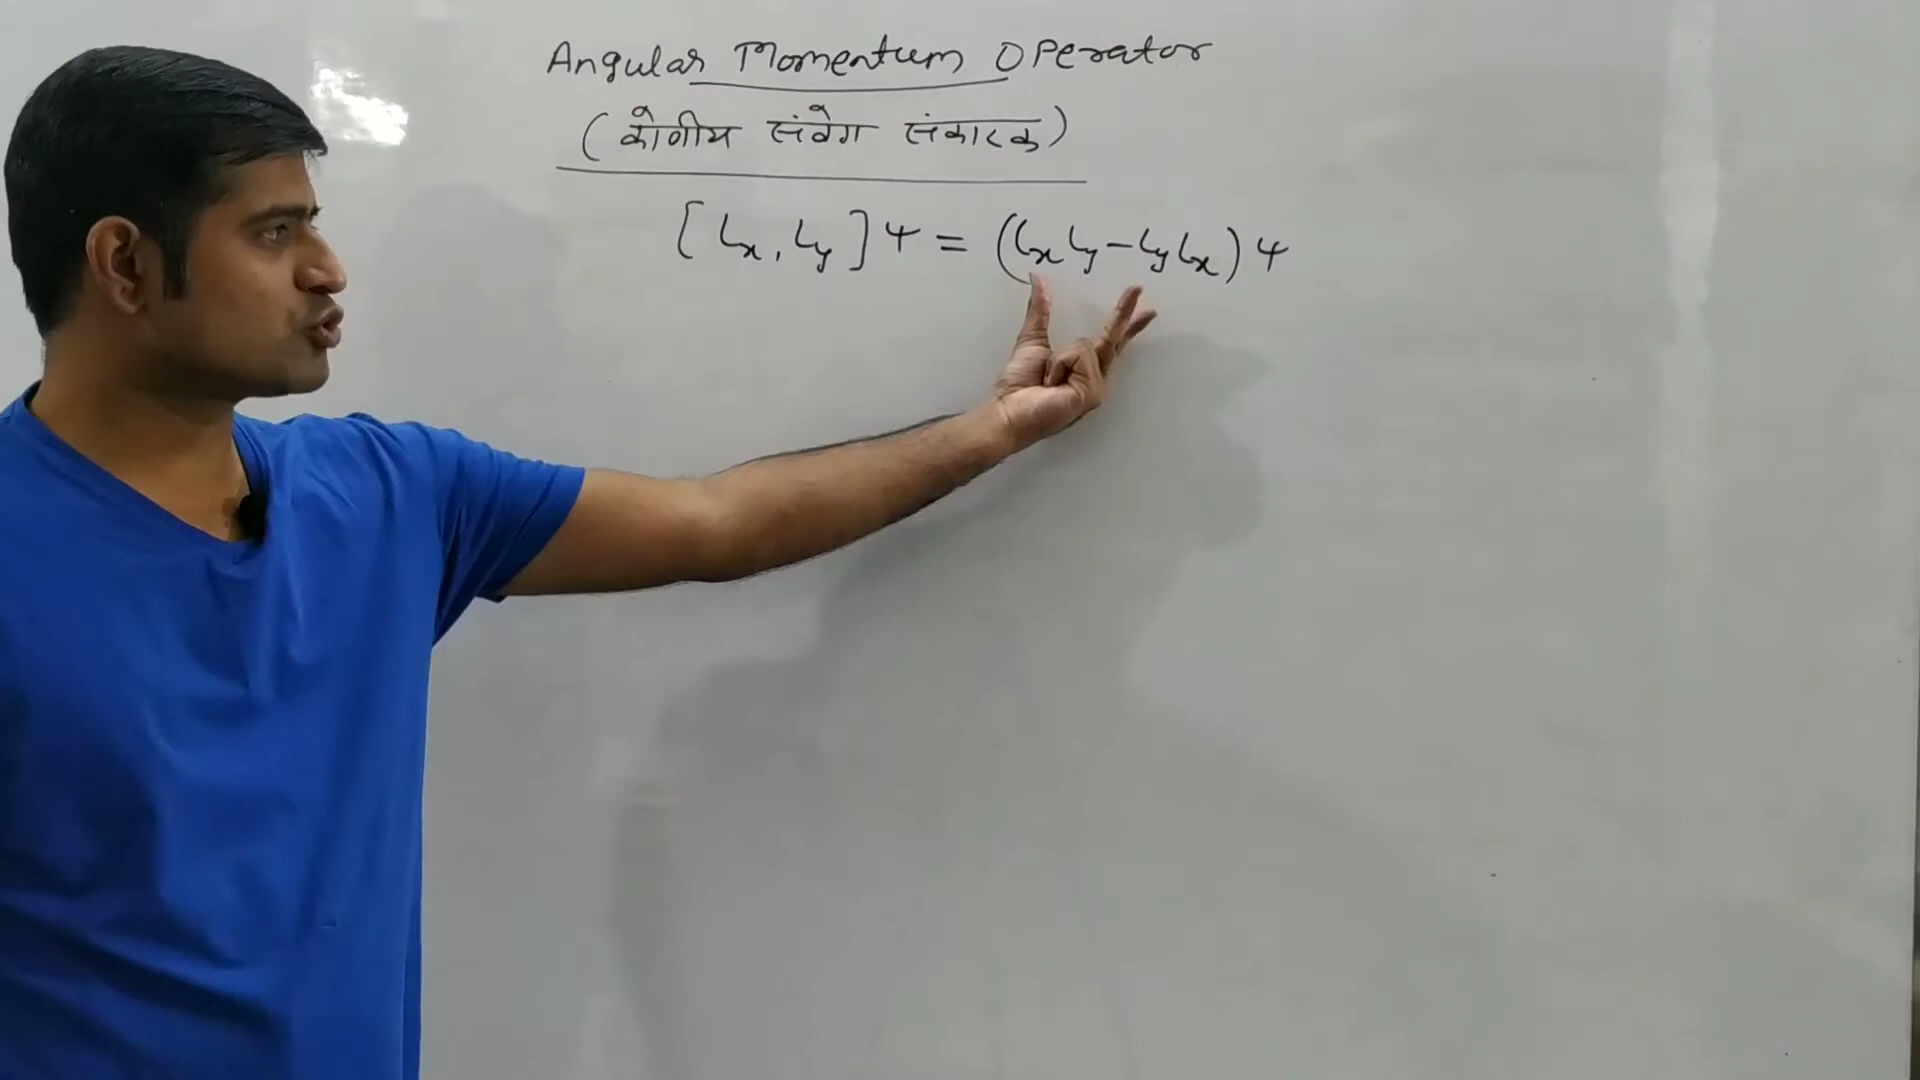 Angular Momentum Operator
(कोणीय संवेग संकारक)
[Lx, Ly]Ψ = (LxLy-LyLx)Ψ